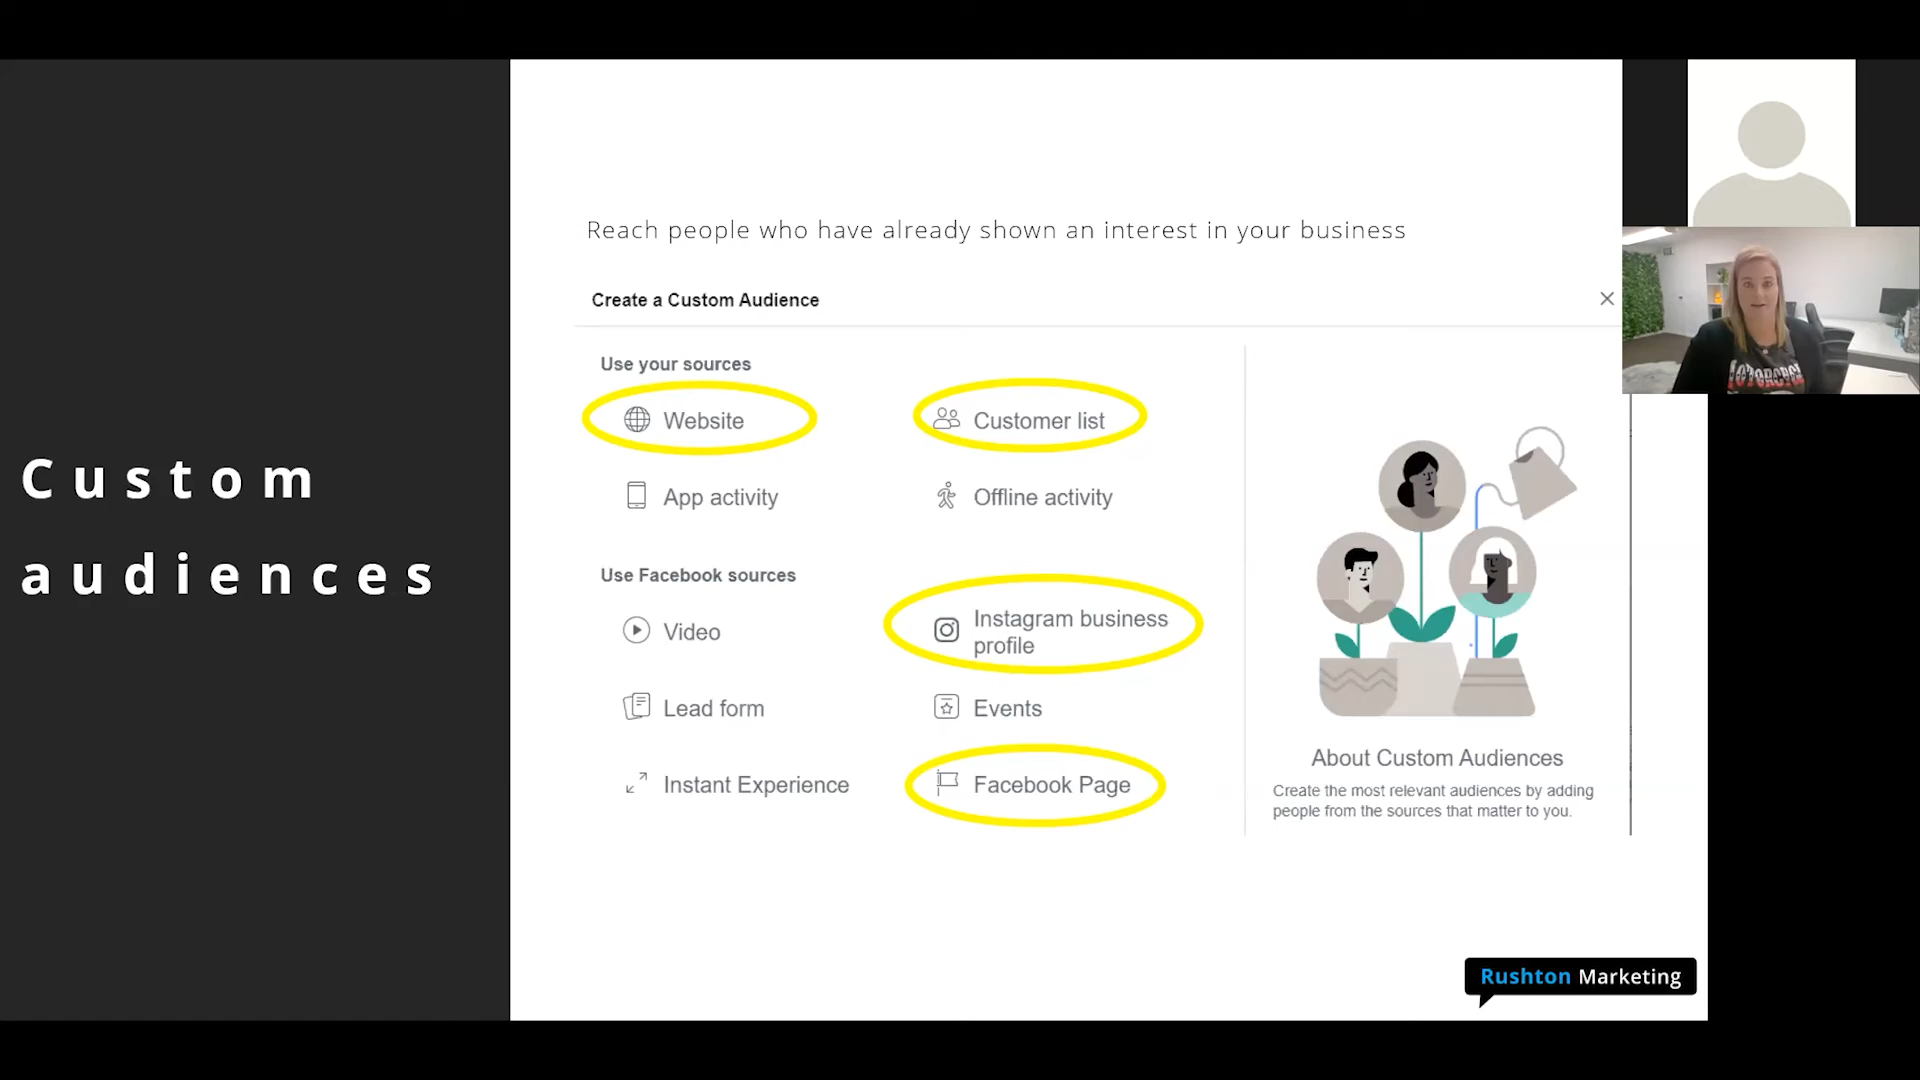 Custom
audiences
Reach people who have already shown an interest in your business
Create a Custom Audience
Use your sources
Website
Customer list
App activity
Offline activity
Use Facebook sources
Video
Instagram business
profile
Lead form
Events
Instant Experience
Facebook Page
About Custom Audiences
Create the most relevant audiences by adding
people from the sources that matter to you.
Rushton Marketing